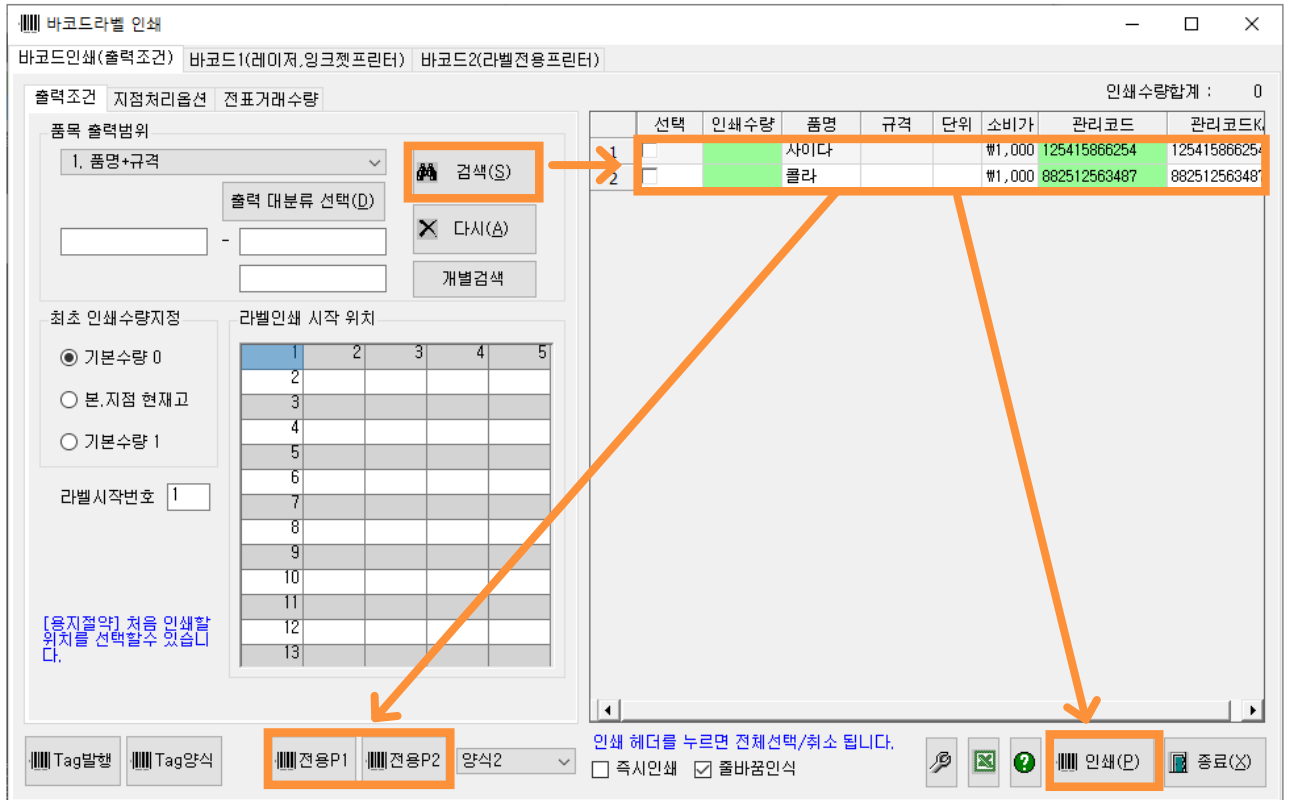 바코드라벨 인쇄
바코드인쇄(출력조건) 바코드1(레이저,잉크젯프린터) 바코드2(라벨전용프린터)
출력조건 지점처리옵션 전표거래수량
인쇄수량합계 : 0
품목 출력범위
1. 품명+규격
검색(S)
출력 대분류 선택(D)
다시(A)
-
개별검색
선택 인쇄수량 품명 규격 단위 소비가 관리코드 관리코드K
1 사이다 ₩1,000 125415866254 125415866254
2 콜라 ₩1,000 882512563487 882512563487
최초 인쇄수량지정
기본수량 0
본,지점 현재고
기본수량 1
라벨시작번호 1
라벨인쇄 시작 위치
1 2 3 4 5
2
3
4
5
6
7
8
9
10
11
12
13
[용지절약] 처음 인쇄할
위치를 선택할수 있습니
다.
Tag발행 Tag양식 전용P1 전용P2 양식2
인쇄 헤더를 누르면 전체선택/취소 됩니다.
즉시인쇄 줄바꿈인식
인쇄(P) 종료(X)